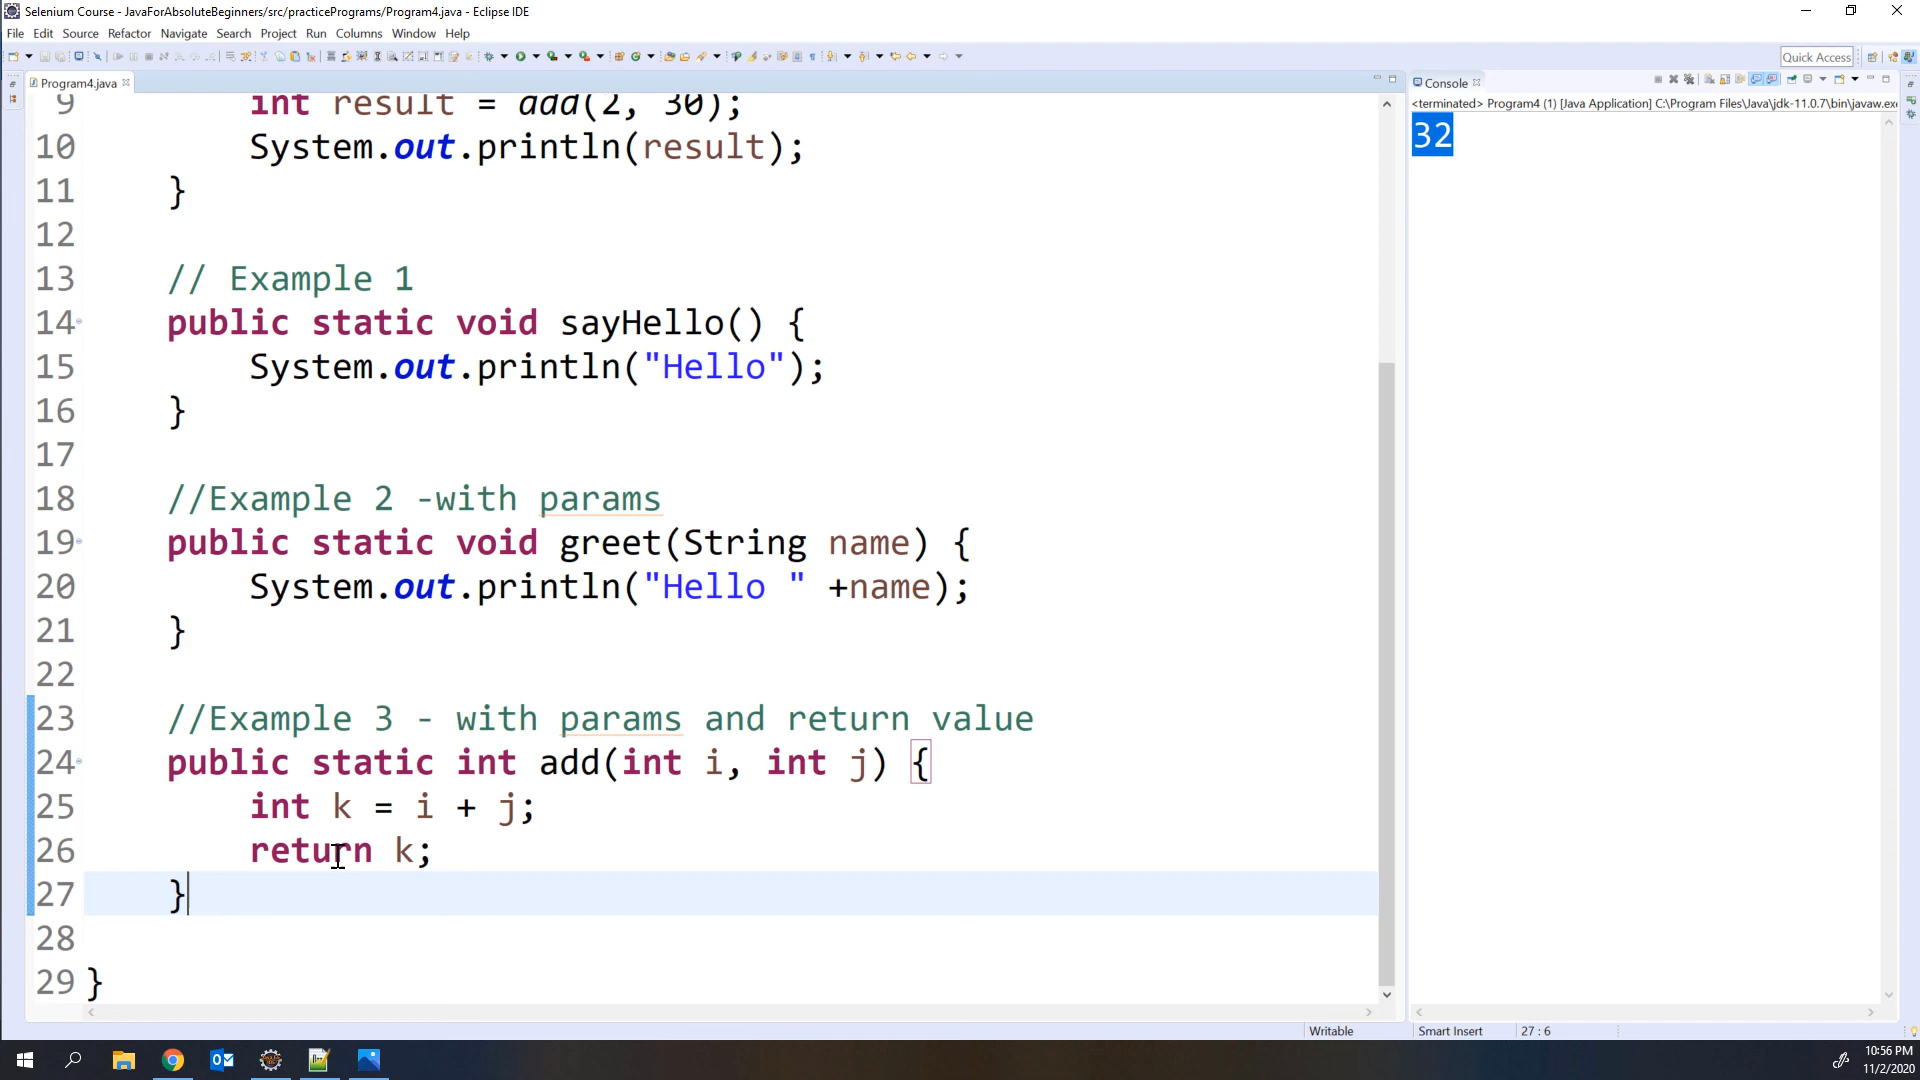 Selenium Course - JavaForAbsoluteBeginners/src/practicePrograms/Program4.java - Eclipse IDE
File Edit Source Refactor Navigate Search Project Run Columns Window Help
Quick Access
Program4.java
9 int result = add(2, 30);
10 System.out.println(result);
11 }
12
13 // Example 1
14 public static void sayHello() {
15 System.out.println("Hello");
16 }
17
18 //Example 2 -with params
19 public static void greet(String name) {
20 System.out.println("Hello " +name);
21 }
22
23 //Example 3 - with params and return value
24 public static int add(int i, int j) {
25 int k = i + j;
26 return k;
27 }
28
29 }
Console
<terminated> Program4 (1) [Java Application] C:\Program Files\Java\jdk-11.0.7\bin\javaw.exe
32
Writable Smart Insert 27 : 6
10:56 PM
11/2/2020